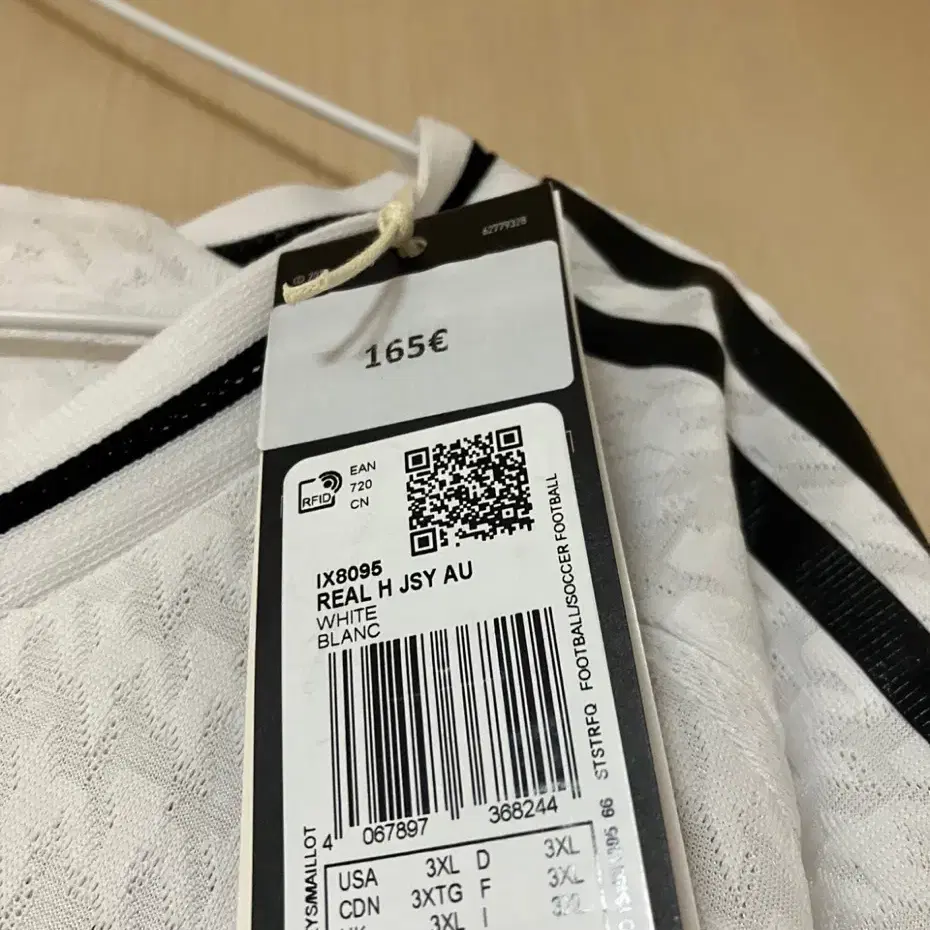 62779328
165€
RFID
EAN
720
CN
IX8095
REAL H JSY AU
WHITE
BLANC
4 067897 368244
STSTRFQ FOOTBALL/SOCCER FOOTBALL
USA 3XL D 3XL
CDN 3XTG F 3XL
3XL I